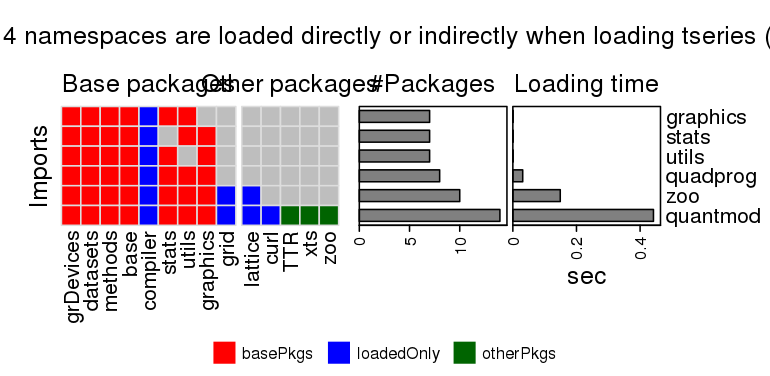 4 namespaces are loaded directly or indirectly when loading tseries (
Base packages Other packages #Packages Loading time
Imports
graphics
stats
utils
quadprog
zoo
quantmod
0 5 10 0 0.2 0.4
sec
grDevices datasets methods base compiler stats utils graphics grid lattice curl TTR xts zoo
basePkgs loadedOnly otherPkgs